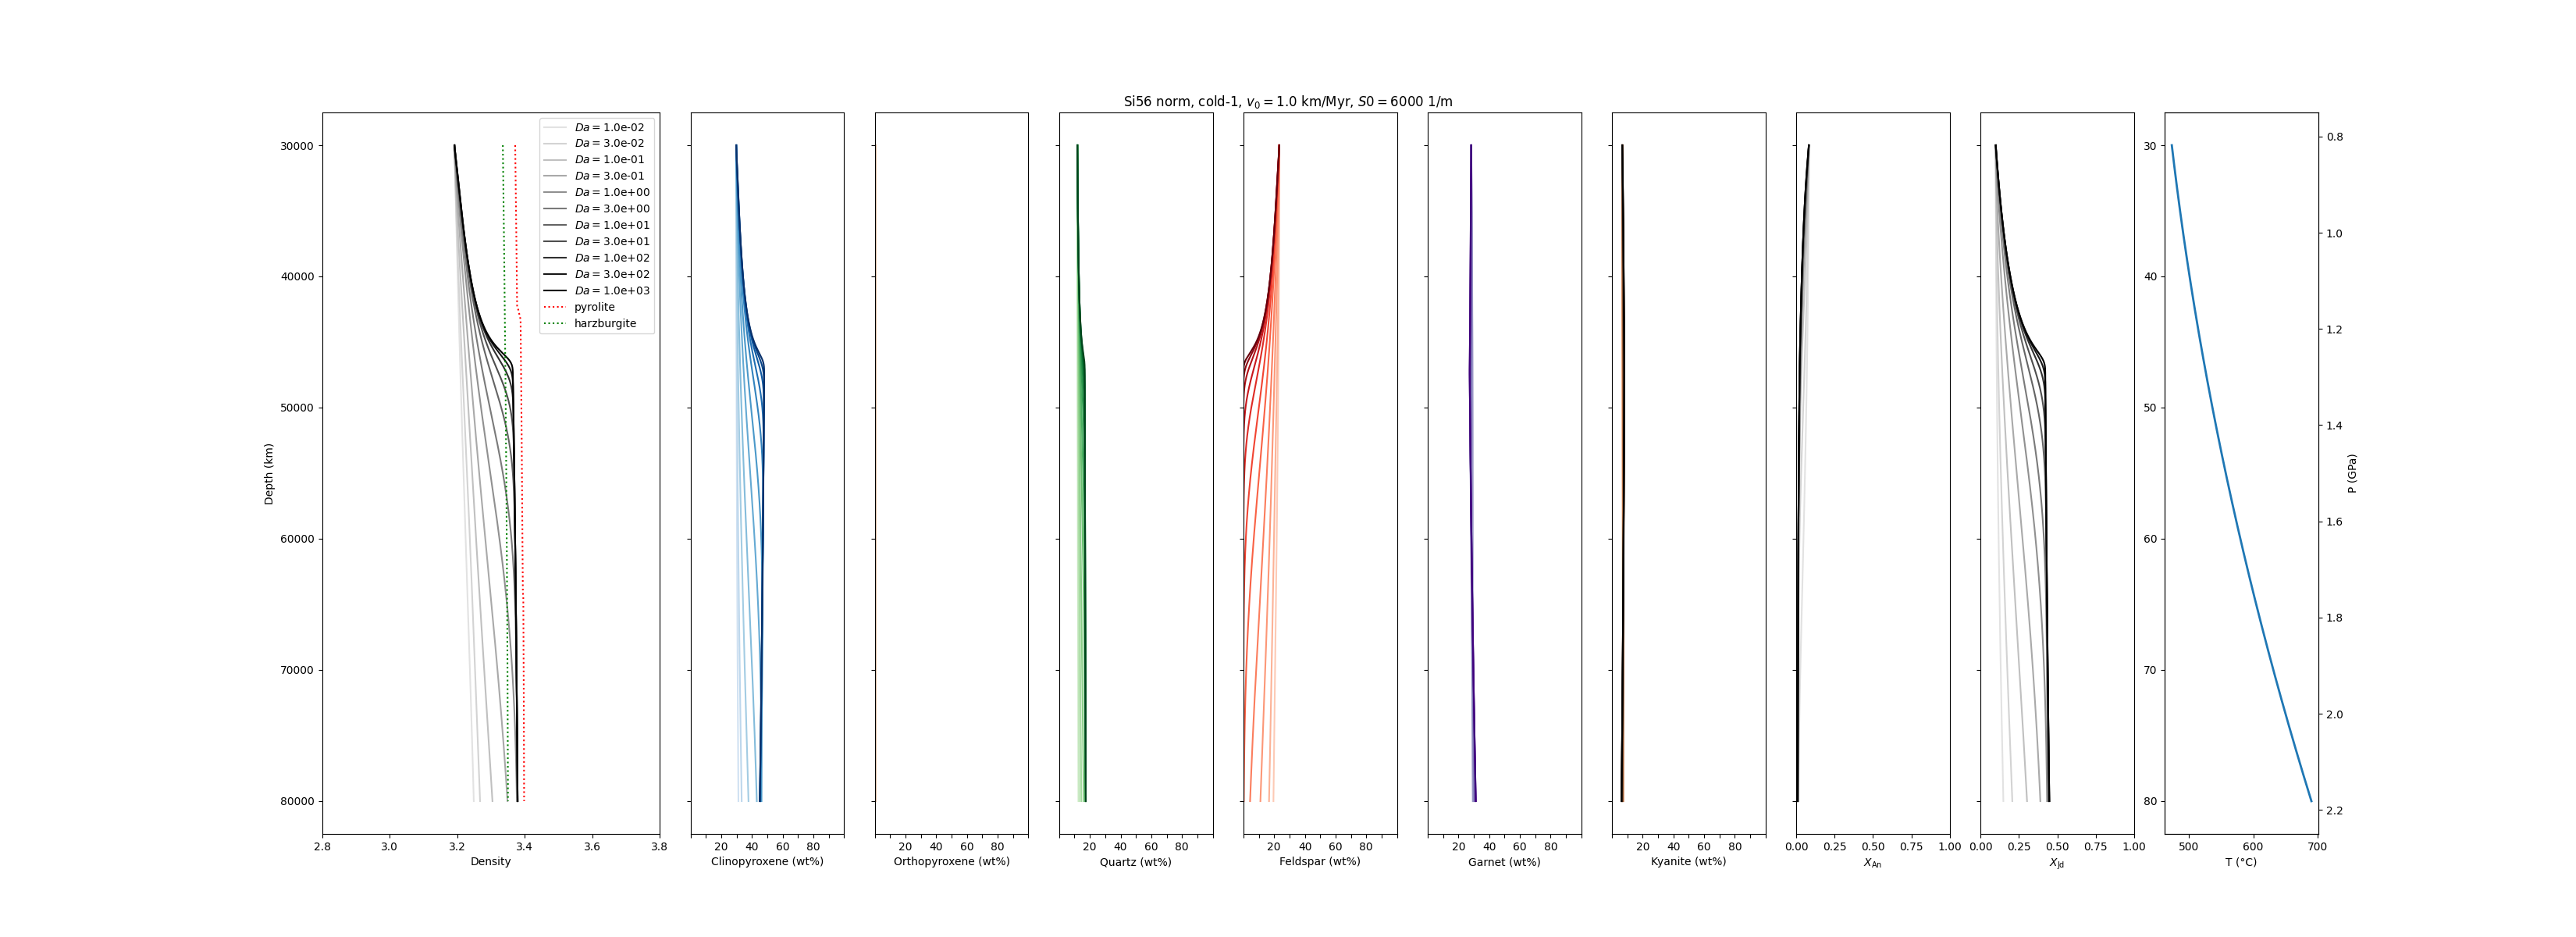 Si56 norm, cold-1, v₀ = 1.0 km/Myr, S0 = 6000 1/m
Da = 1.0e-02
Da = 3.0e-02
Da = 1.0e-01
Da = 3.0e-01
Da = 1.0e+00
Da = 3.0e+00
Da = 1.0e+01
Da = 3.0e+01
Da = 1.0e+02
Da = 3.0e+02
Da = 1.0e+03
pyrolite
harzburgite
Depth (km)
30000
40000
50000
60000
70000
80000
2.8 3.0 3.2 3.4 3.6 3.8
Density
20 40 60 80
Clinopyroxene (wt%)
20 40 60 80
Orthopyroxene (wt%)
20 40 60 80
Quartz (wt%)
20 40 60 80
Feldspar (wt%)
20 40 60 80
Garnet (wt%)
20 40 60 80
Kyanite (wt%)
0.00 0.25 0.50 0.75 1.00
X_An
0.00 0.25 0.50 0.75 1.00
X_Jd
30
40
50
60
70
80
500 600 700
T (°C)
0.8
1.0
1.2
1.4
1.6
1.8
2.0
2.2
P (GPa)